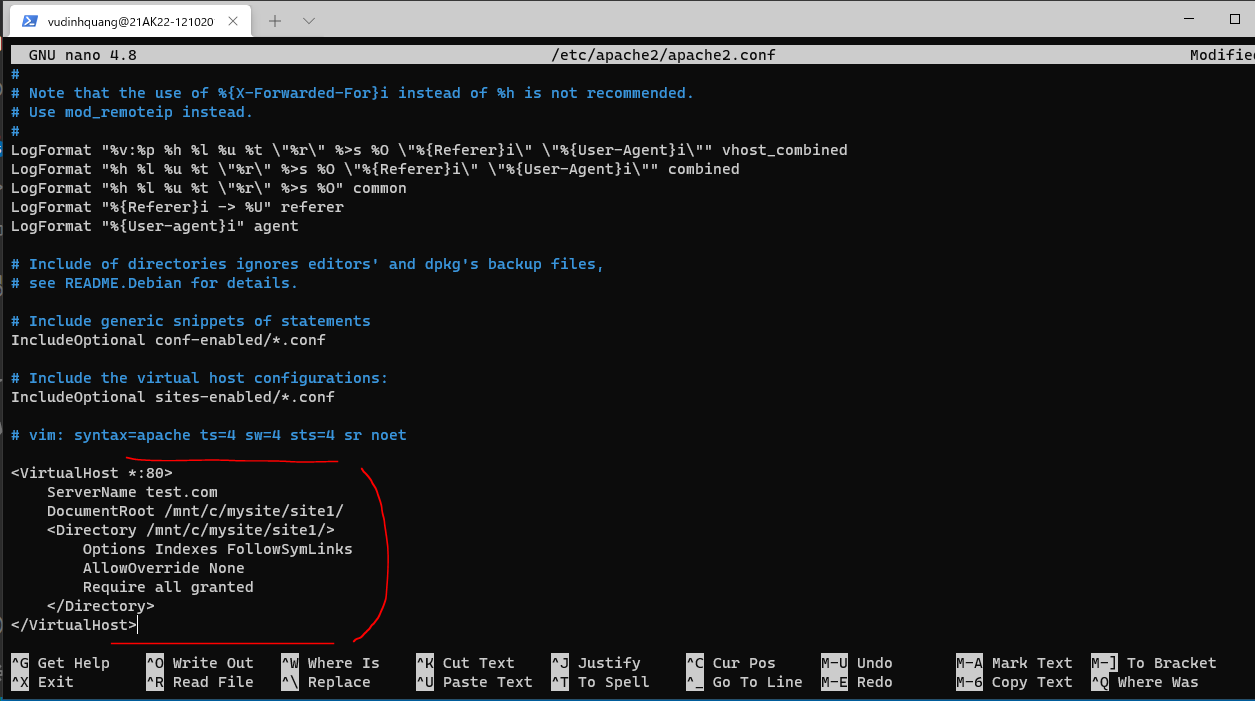 vudinhquang@21AK22-121020
GNU nano 4.8 /etc/apache2/apache2.conf Modified
#
# Note that the use of %{X-Forwarded-For}i instead of %h is not recommended.
# Use mod_remoteip instead.
#
LogFormat "%v:%p %h %l %u %t \"%r\" %>s %O \"%{Referer}i\" \"%{User-Agent}i\"" vhost_combined
LogFormat "%h %l %u %t \"%r\" %>s %O \"%{Referer}i\" \"%{User-Agent}i\"" combined
LogFormat "%h %l %u %t \"%r\" %>s %O" common
LogFormat "%{Referer}i -> %U" referer
LogFormat "%{User-agent}i" agent
# Include of directories ignores editors' and dpkg's backup files,
# see README.Debian for details.
# Include generic snippets of statements
IncludeOptional conf-enabled/*.conf
# Include the virtual host configurations:
IncludeOptional sites-enabled/*.conf
# vim: syntax=apache ts=4 sw=4 sts=4 sr noet
<VirtualHost *:80>
    ServerName test.com
    DocumentRoot /mnt/c/mysite/site1/
    <Directory /mnt/c/mysite/site1/>
        Options Indexes FollowSymLinks
        AllowOverride None
        Require all granted
    </Directory>
</VirtualHost>
^G Get Help ^O Write Out ^W Where Is ^K Cut Text ^J Justify ^C Cur Pos M-U Undo M-A Mark Text M-] To Bracket
^X Exit ^R Read File ^\ Replace ^U Paste Text ^T To Spell ^_ Go To Line M-E Redo M-6 Copy Text ^Q Where Was